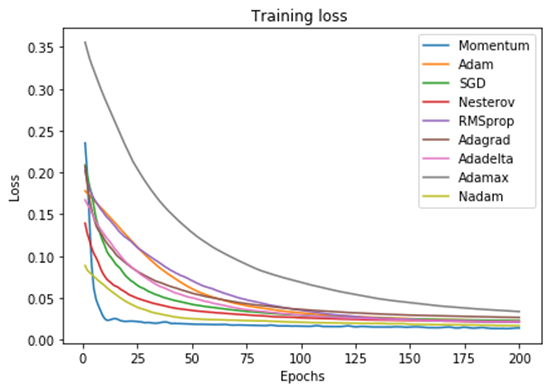 Training loss
Loss
0.35
0.30
0.25
0.20
0.15
0.10
0.05
0.00
Momentum
Adam
SGD
Nesterov
RMSprop
Adagrad
Adadelta
Adamax
Nadam
0 25 50 75 100 125 150 175 200
Epochs